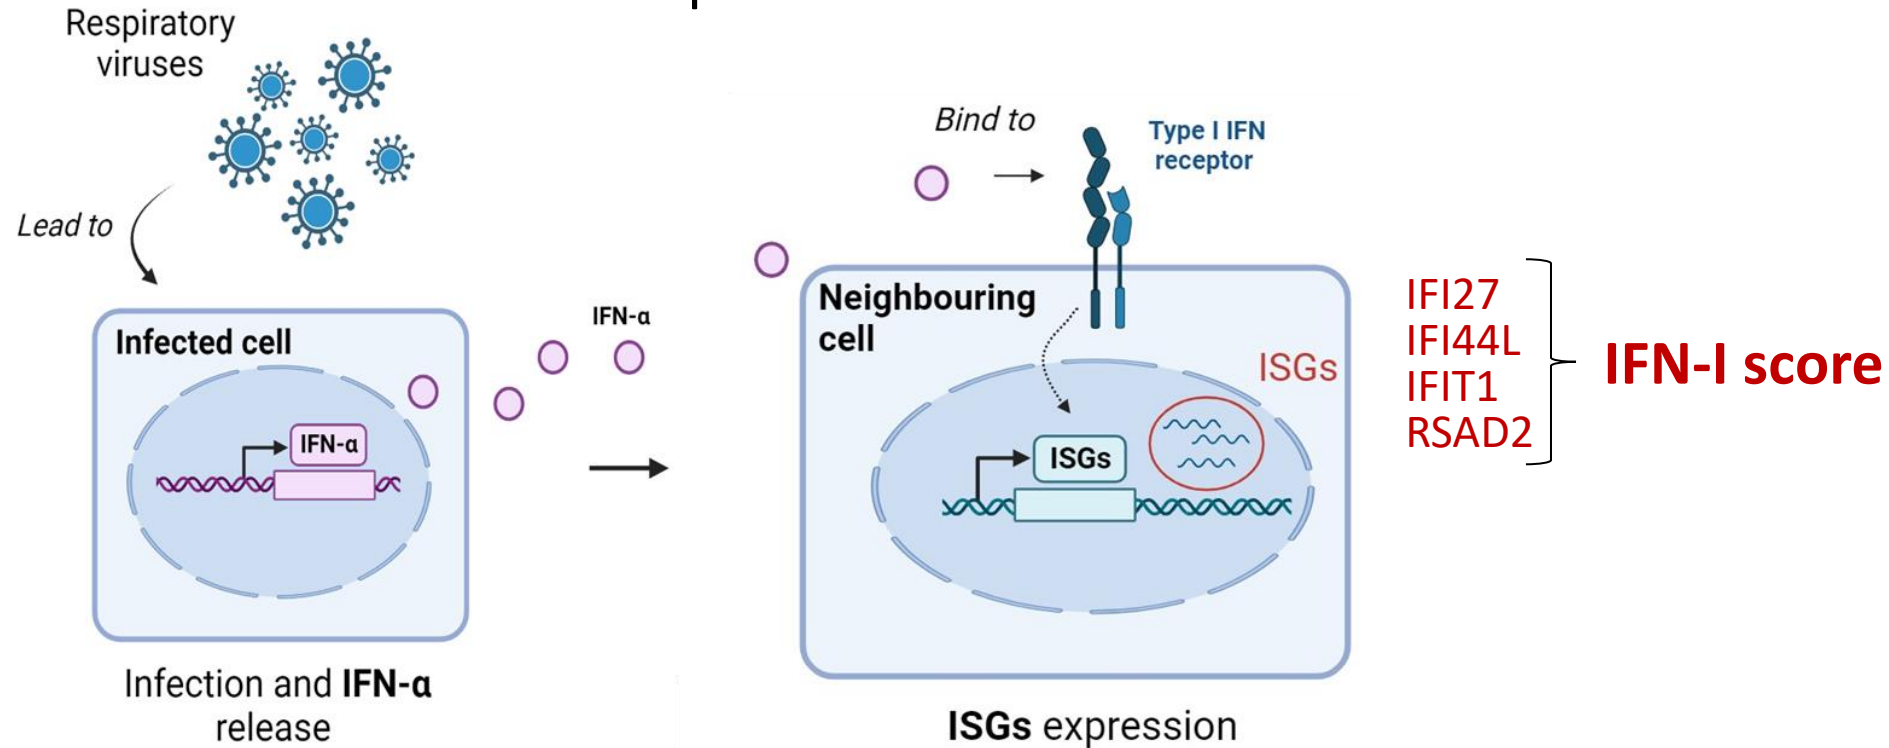 Respiratory
viruses
Lead to
Infected cell
IFN-α
IFN-α
Infection and IFN-α
release
Bind to
Type I IFN
receptor
Neighbouring
cell
ISGs
ISGs
ISGs expression
IFI27
IFI44L
IFIT1
RSAD2
IFN-I score